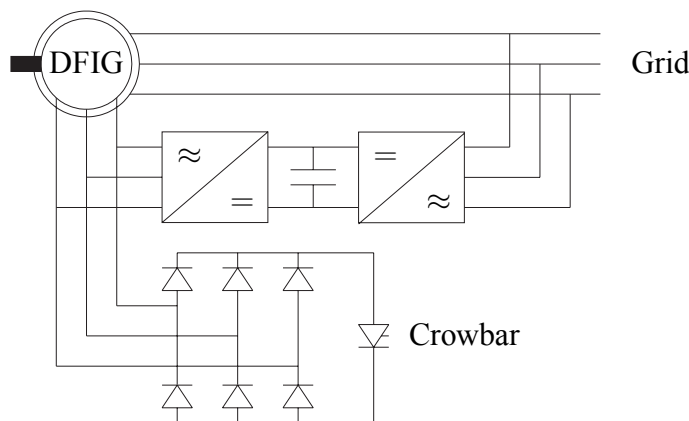 DFIG
Grid
≈
=
=
≈
Crowbar